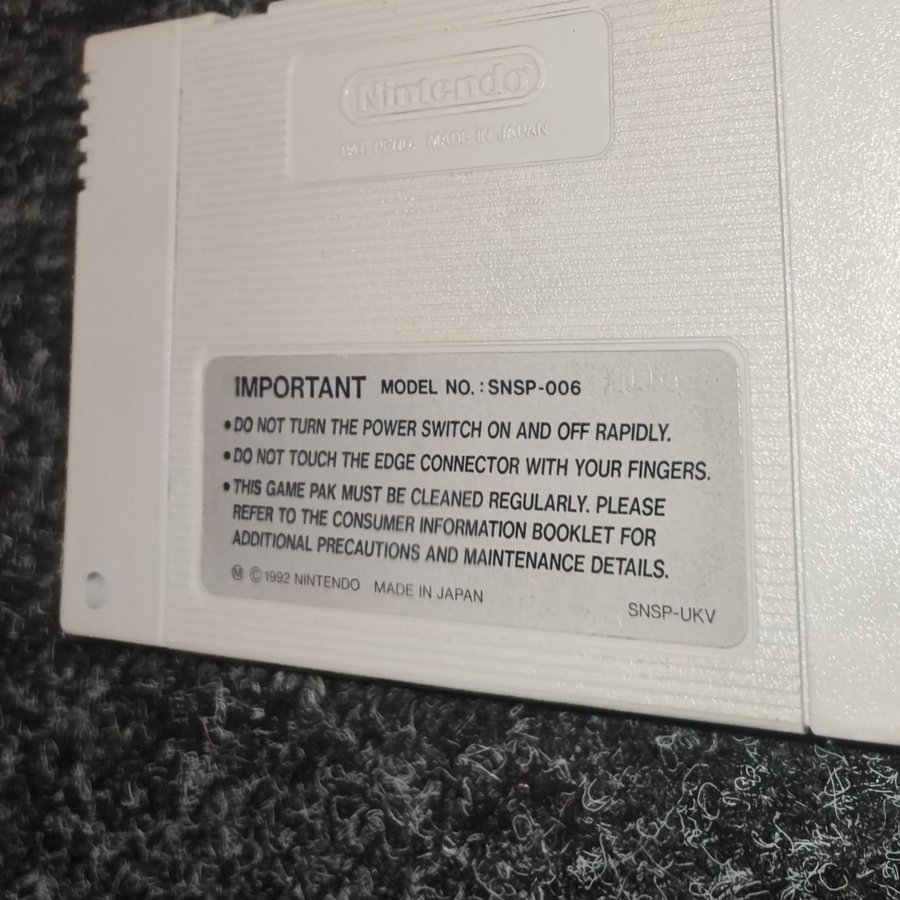 Nintendo®
PAT. PEND. MADE IN JAPAN
IMPORTANT MODEL NO. : SNSP-006
•DO NOT TURN THE POWER SWITCH ON AND OFF RAPIDLY.
•DO NOT TOUCH THE EDGE CONNECTOR WITH YOUR FINGERS.
•THIS GAME PAK MUST BE CLEANED REGULARLY. PLEASE
REFER TO THE CONSUMER INFORMATION BOOKLET FOR
ADDITIONAL PRECAUTIONS AND MAINTENANCE DETAILS.
Ⓜ ©1992 NINTENDO MADE IN JAPAN
SNSP-UKV